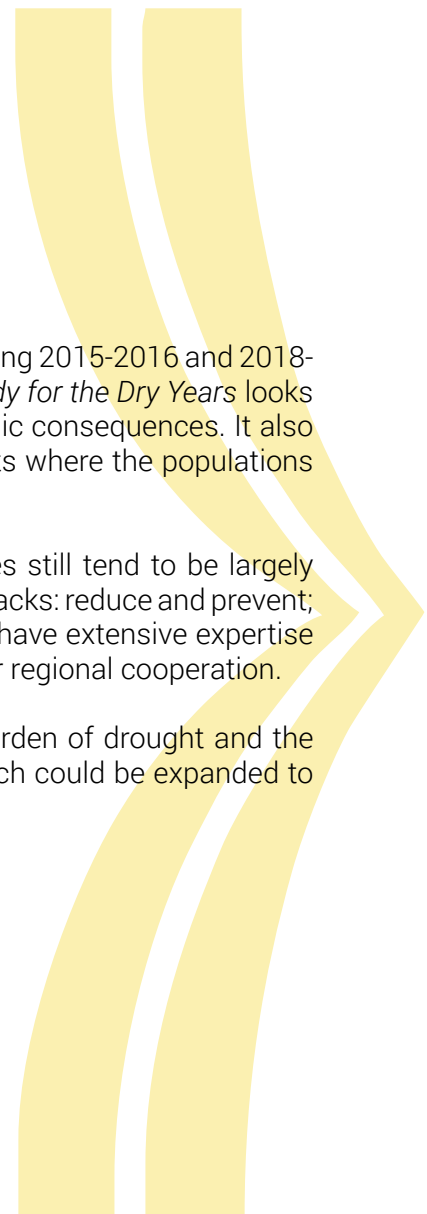 ng 2015-2016 and 2018-
dy for the Dry Years looks
ic consequences. It also
s where the populations
s still tend to be largely
acks: reduce and prevent;
have extensive expertise
r regional cooperation.
rden of drought and the
ch could be expanded to